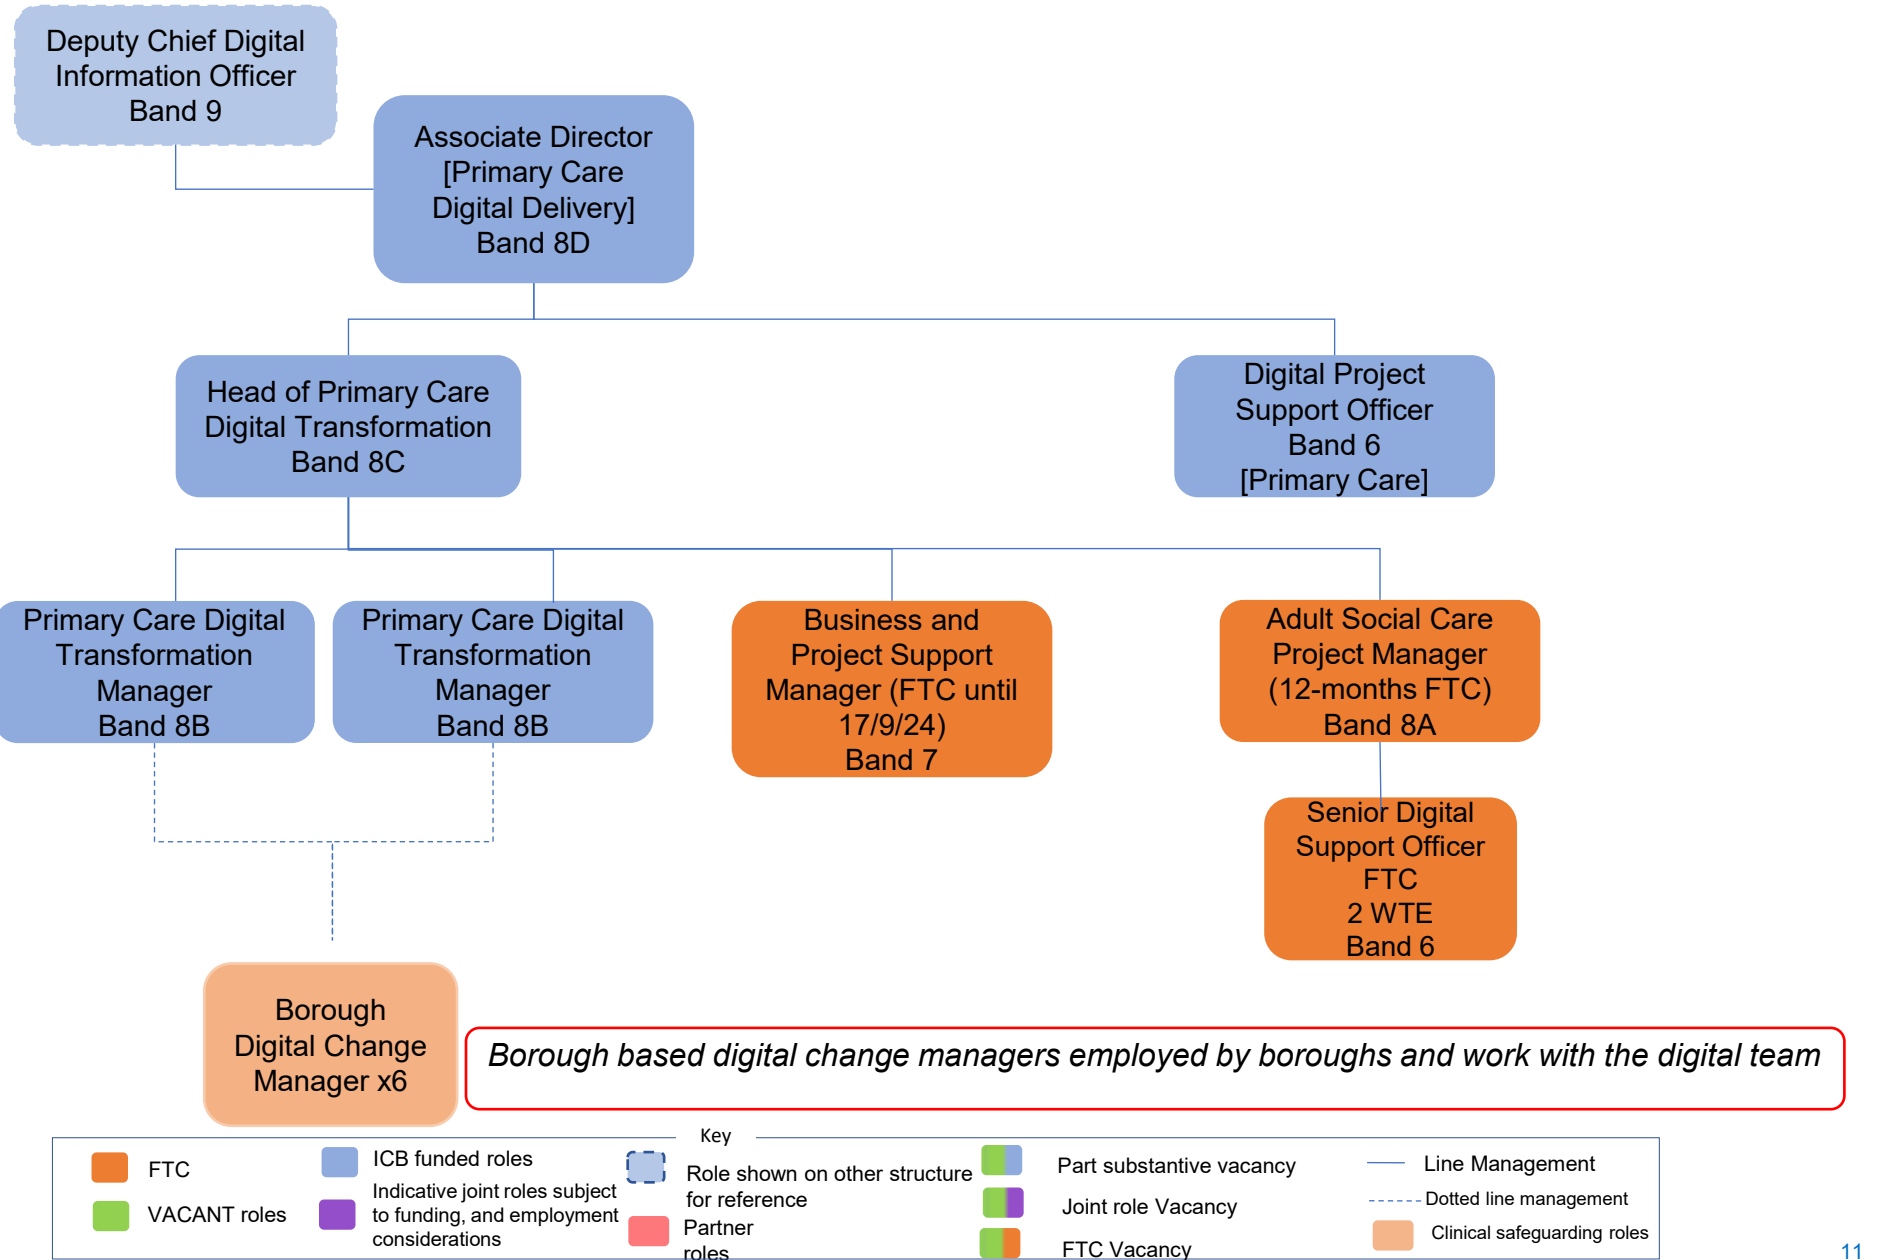 Deputy Chief Digital
Information Officer
Band 9
Associate Director
[Primary Care
Digital Delivery]
Band 8D
Head of Primary Care
Digital Transformation
Band 8C
Digital Project
Support Officer
Band 6
[Primary Care]
Primary Care Digital
Transformation
Manager
Band 8B
Primary Care Digital
Transformation
Manager
Band 8B
Business and
Project Support
Manager (FTC until
17/9/24)
Band 7
Adult Social Care
Project Manager
(12-months FTC)
Band 8A
Senior Digital
Support Officer
FTC
2 WTE
Band 6
Borough
Digital Change
Manager x6
Borough based digital change managers employed by boroughs and work with the digital team
Key
FTC
VACANT roles
ICB funded roles
Indicative joint roles subject
to funding, and employment
considerations
Role shown on other structure
for reference
Partner
roles
Part substantive vacancy
Joint role Vacancy
FTC Vacancy
Line Management
Dotted line management
Clinical safeguarding roles
11